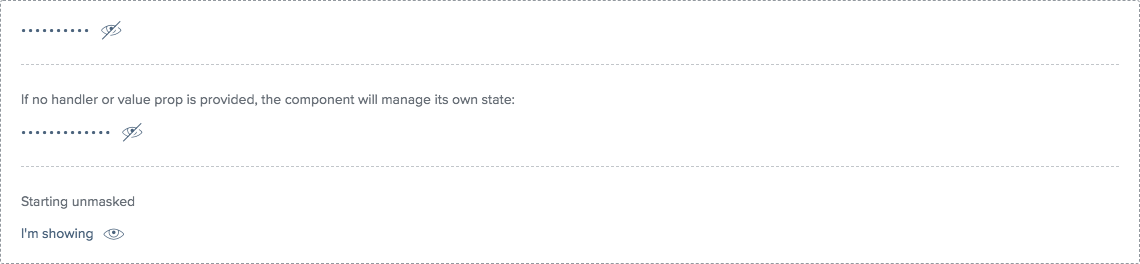 ••••••••••
If no handler or value prop is provided, the component will manage its own state:
•••••••••••••
Starting unmasked
I'm showing